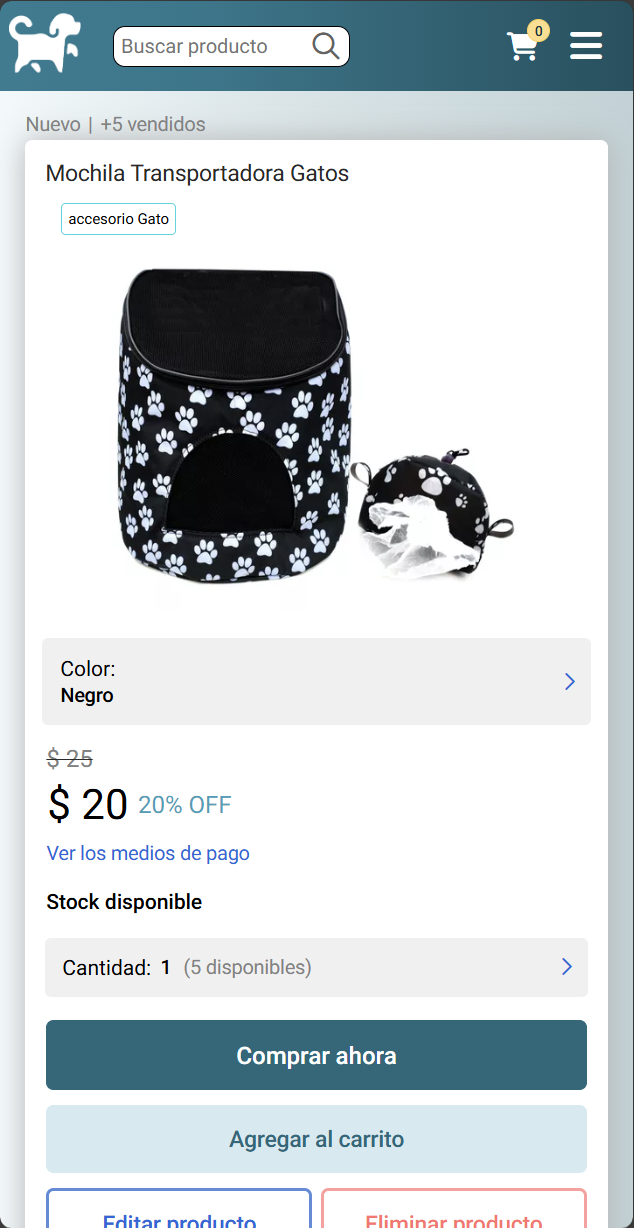 Buscar producto
0
Nuevo | +5 vendidos
Mochila Transportadora Gatos
accesorio Gato
Color:
Negro
$ 25
$ 20 20% OFF
Ver los medios de pago
Stock disponible
Cantidad: 1 (5 disponibles)
Comprar ahora
Agregar al carrito
Editar producto
Eliminar producto